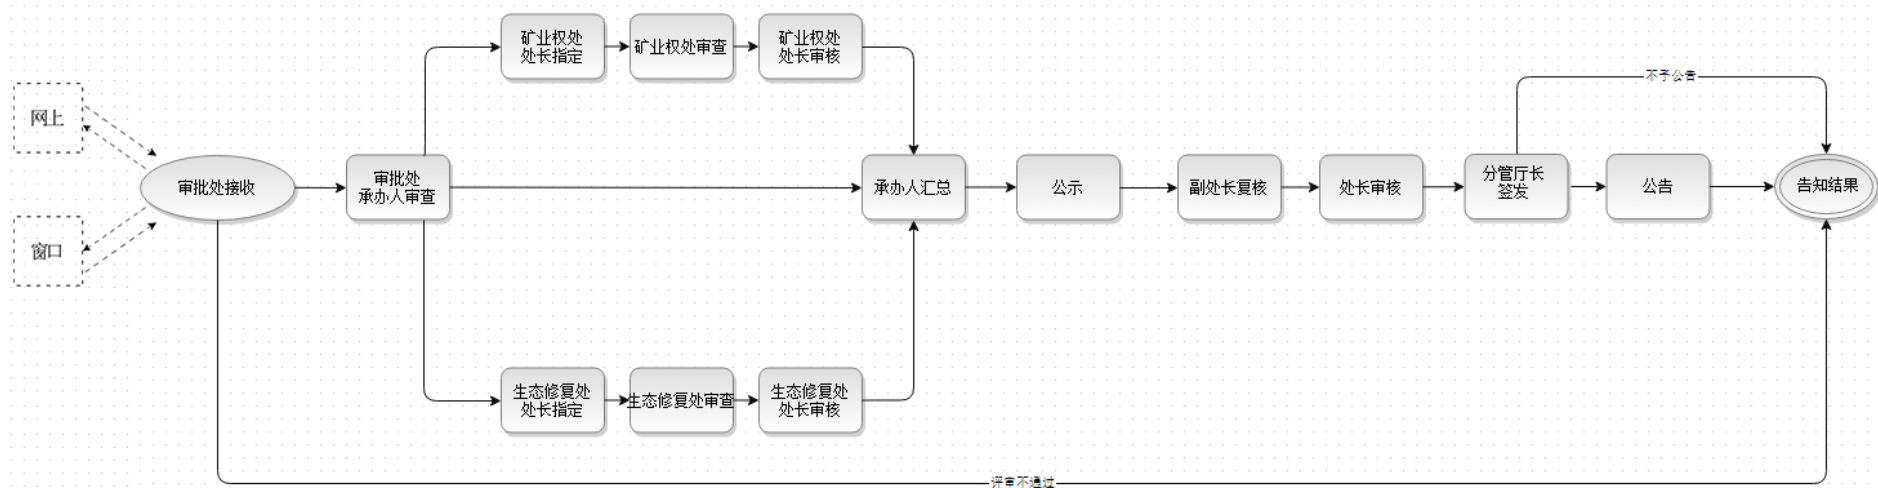 矿业权处
处长指定
矿业权处审查
矿业权处
处长审核
不予公告
网上
审批处接收
审批处
承办人审查
承办人汇总
公示
副处长复核
处长审核
分管厅长
签发
公告
告知结果
窗口
生态修复处
处长指定
生态修复处审查
生态修复处
处长审核
评审不通过